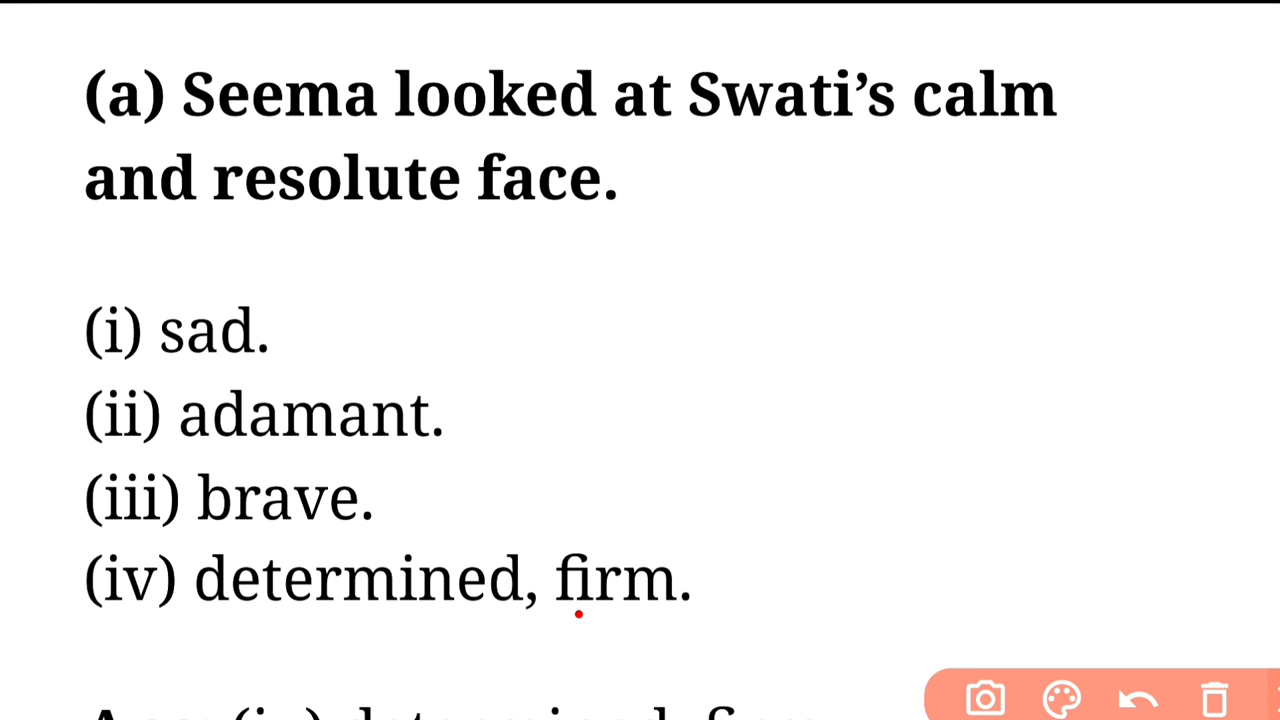 (a) Seema looked at Swati’s calm
and resolute face.
(i) sad.
(ii) adamant.
(iii) brave.
(iv) determined, firm.